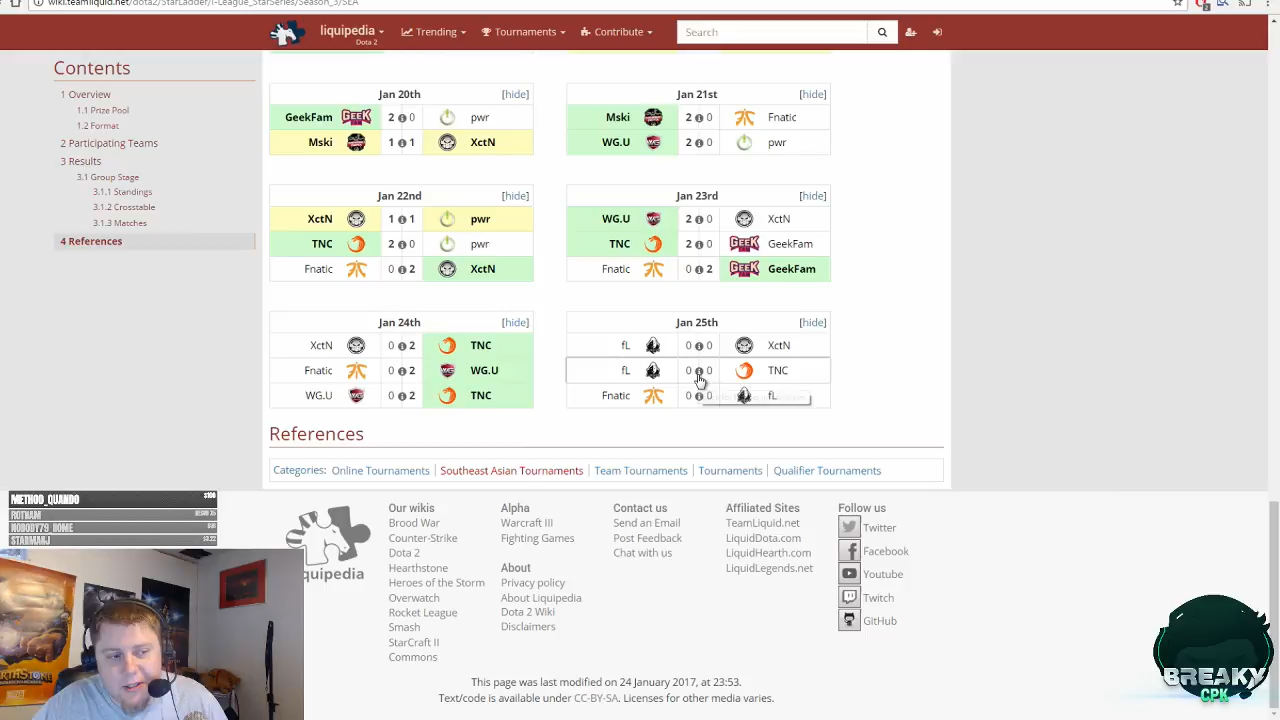 wiki.teamliquid.net/dota2/StarLadder/i-League_StarSeries/Season_3/SEA
liquipedia
Dota 2
Trending
Tournaments
Contribute
Search
Contents
1 Overview
1.1 Prize Pool
1.2 Format
2 Participating Teams
3 Results
3.1 Group Stage
3.1.1 Standings
3.1.2 Crosstable
3.1.3 Matches
4 References
Jan 20th [hide]
GeekFam 2 0 pwr
Mski 1 1 XctN
Jan 21st [hide]
Mski 2 0 Fnatic
WG.U 2 0 pwr
Jan 22nd [hide]
XctN 1 1 pwr
TNC 2 0 pwr
Fnatic 0 2 XctN
Jan 23rd [hide]
WG.U 2 0 XctN
TNC 2 0 GeekFam
Fnatic 0 2 GeekFam
Jan 24th [hide]
XctN 0 2 TNC
Fnatic 0 2 WG.U
WG.U 0 2 TNC
Jan 25th [hide]
fL 0 0 XctN
fL 0 0 TNC
Fnatic 0 0 fL
References
Categories: Online Tournaments | Southeast Asian Tournaments | Team Tournaments | Tournaments | Qualifier Tournaments
METHOD_QUANDO $100
ROTNAM
NOBODY79_HOME
STARMANJ
quipedia
Our wikis
Brood War
Counter-Strike
Dota 2
Hearthstone
Heroes of the Storm
Overwatch
Rocket League
Smash
StarCraft II
Commons
Alpha
Warcraft III
Fighting Games
About
Privacy policy
About Liquipedia
Dota 2 Wiki
Disclaimers
Contact us
Send an Email
Post Feedback
Chat with us
Affiliated Sites
TeamLiquid.net
LiquidDota.com
LiquidHearth.com
LiquidLegends.net
Follow us
Twitter
Facebook
Youtube
Twitch
GitHub
This page was last modified on 24 January 2017, at 23:53.
Text/code is available under CC-BY-SA. Licenses for other media varies.
BREAKY
CPK